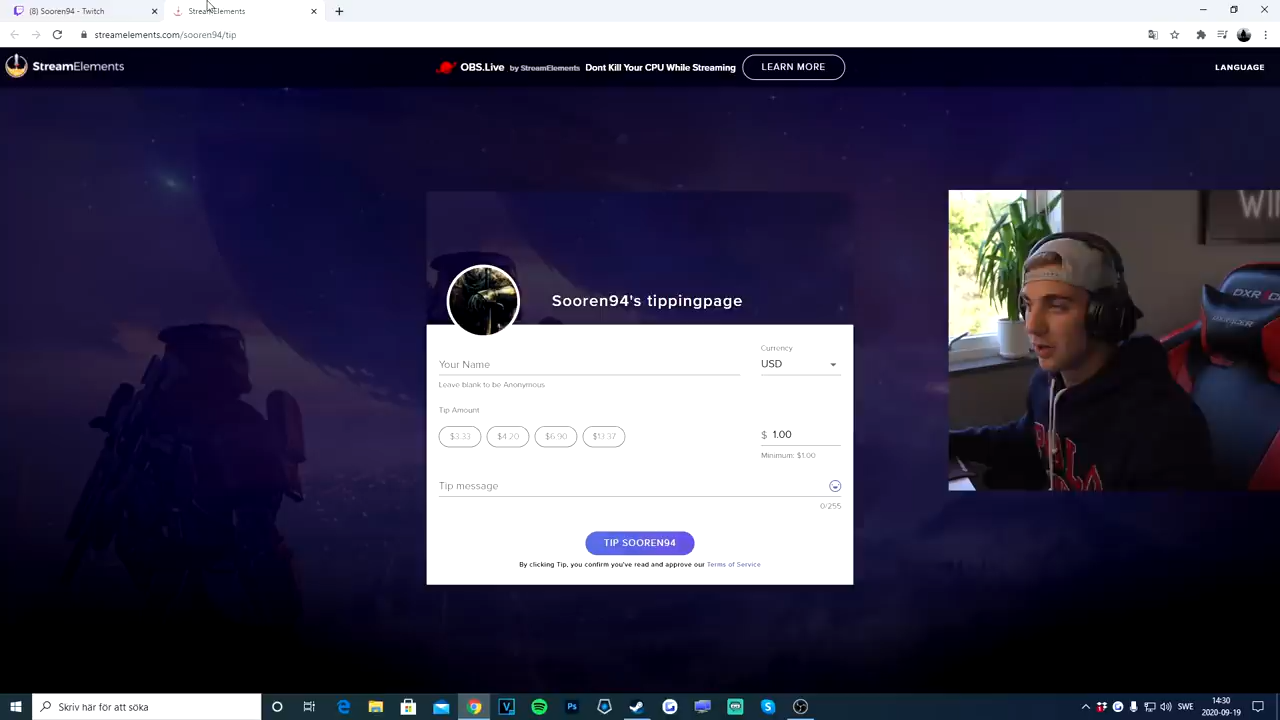 (8) Sooren94 - Twitch
StreamElements
streamelements.com/sooren94/tip
StreamElements
OBS.Live by StreamElements Dont Kill Your CPU While Streaming
LEARN MORE
LANGUAGE
WI
Sooren94's tippingpage
Your Name
Currency
USD
Leave blank to be Anonymous
Tip Amount
$3.33 $4.20 $6.90 $13.37
$ 1.00
Minimum: $1.00
Tip message
0/255
TIP SOOREN94
By clicking Tip, you confirm you've read and approve our Terms of Service
Skriv här för att söka
SWE
14:30
2020-09-19